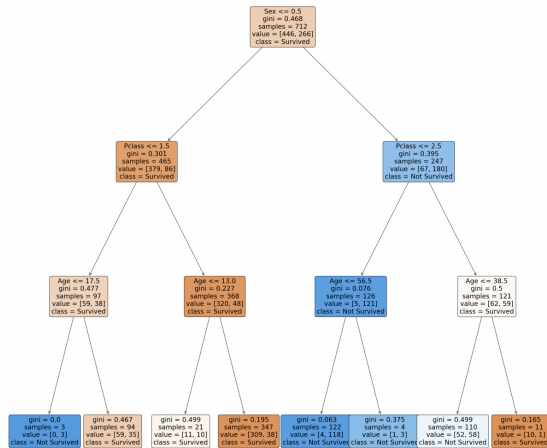 Sex <= 0.5
gini = 0.468
samples = 712
value = [446, 266]
class = Survived
Pclass <= 1.5
gini = 0.301
samples = 465
value = [379, 86]
class = Survived
Pclass <= 2.5
gini = 0.395
samples = 247
value = [67, 180]
class = Not Survived
Age <= 17.5
gini = 0.477
samples = 97
value = [59, 38]
class = Survived
Age <= 13.0
gini = 0.227
samples = 368
value = [320, 48]
class = Survived
Age <= 56.5
gini = 0.076
samples = 126
value = [5, 121]
class = Not Survived
Age <= 38.5
gini = 0.5
samples = 121
value = [62, 59]
class = Survived
gini = 0.0
samples = 3
value = [0, 3]
class = Not Survived
gini = 0.467
samples = 94
value = [59, 35]
class = Survived
gini = 0.499
samples = 21
value = [11, 10]
class = Survived
gini = 0.195
samples = 347
value = [309, 38]
class = Survived
gini = 0.063
samples = 122
value = [4, 118]
class = Not Survived
gini = 0.375
samples = 4
value = [1, 3]
class = Not Survived
gini = 0.499
samples = 110
value = [52, 58]
class = Not Survived
gini = 0.165
samples = 11
value = [10, 1]
class = Survived